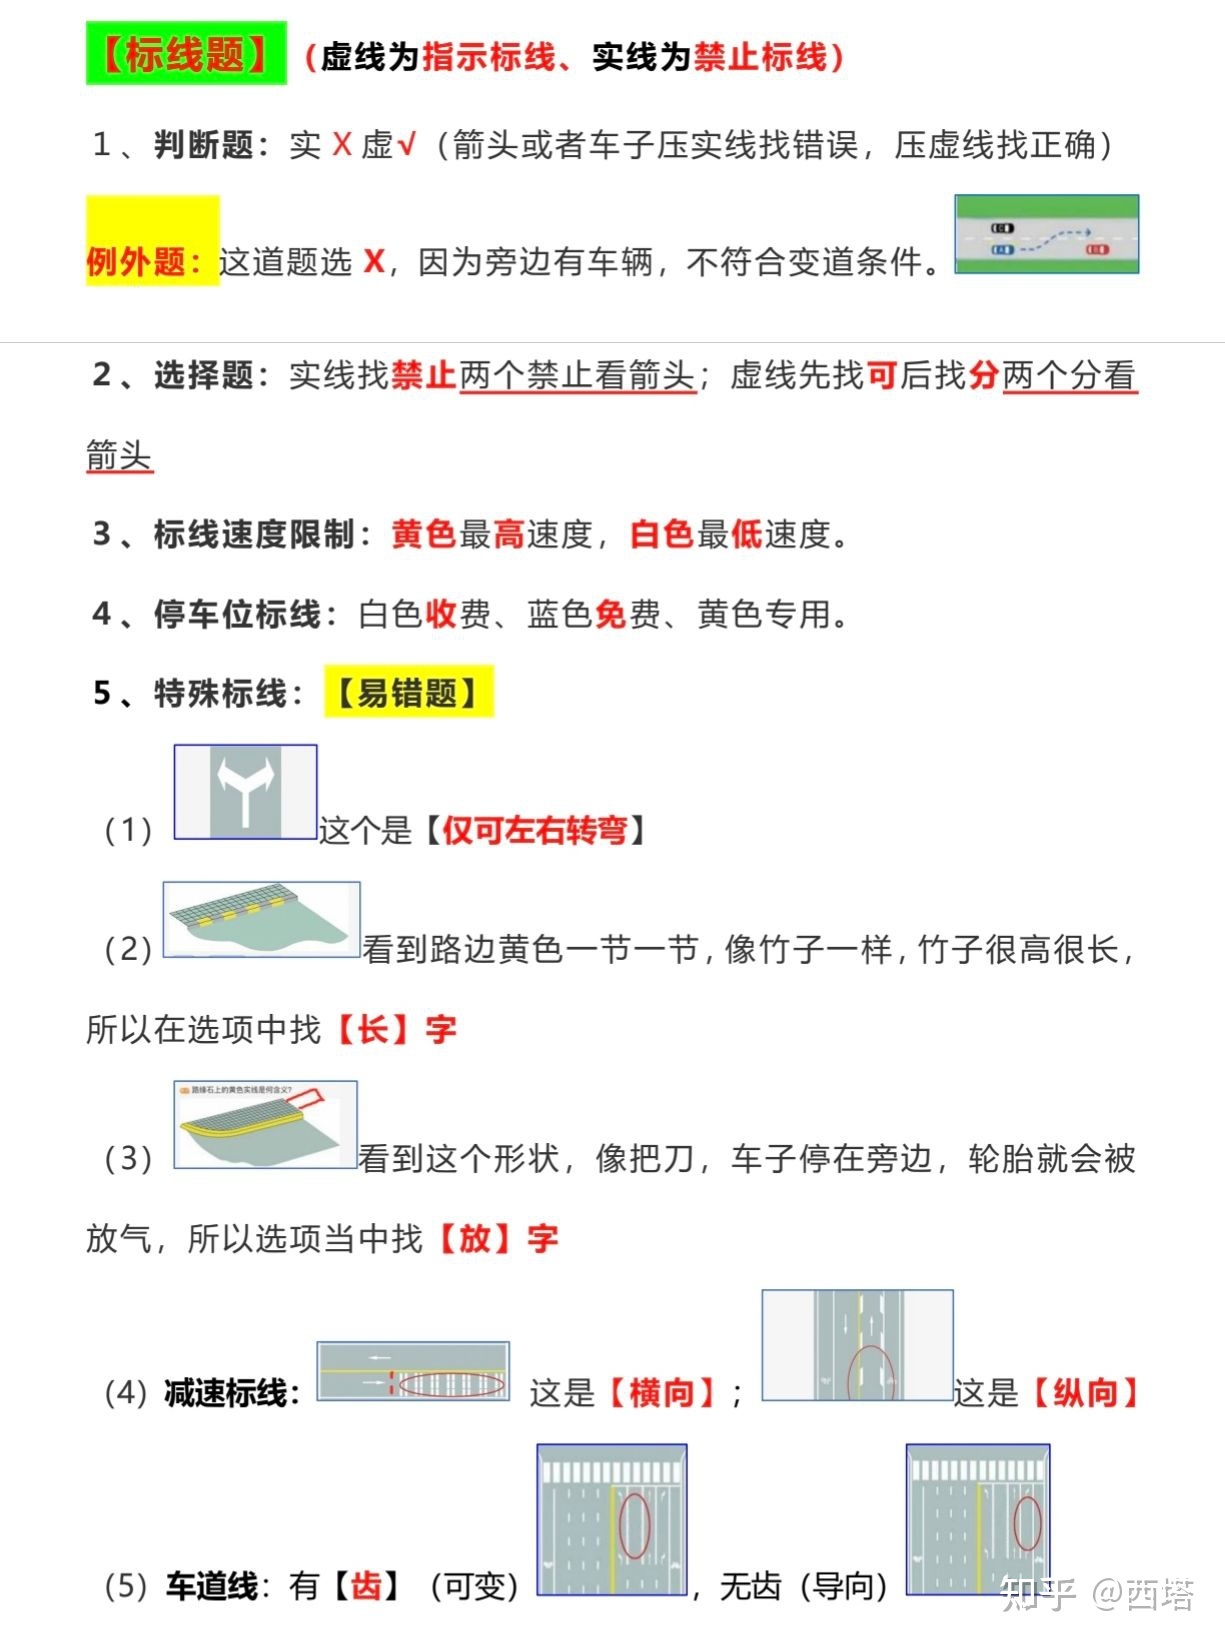 【标线题】（虚线为指示标线、实线为禁止标线）
1、判断题：实 X 虚√（箭头或者车子压实线找错误，压虚线找正确）
例外题：这道题选 X，因为旁边有车辆，不符合变道条件。
2、选择题：实线找禁止两个禁止看箭头；虚线先找可后找分两个分看
箭头
3、标线速度限制：黄色最高速度，白色最低速度。
4、停车位标线：白色收费、蓝色免费、黄色专用。
5、特殊标线：【易错题】
（1）这个是【仅可左右转弯】
（2）看到路边黄色一节一节，像竹子一样，竹子很高很长，
所以在选项中找【长】字
路缘石上的黄色实线是何含义?
（3）看到这个形状，像把刀，车子停在旁边，轮胎就会被
放气，所以选项当中找【放】字
（4）减速标线：这是【横向】；这是【纵向】
（5）车道线：有【齿】（可变），无齿（导向）
知乎 @西塔